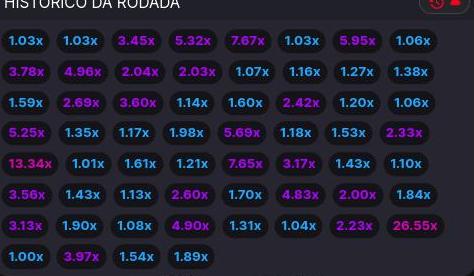 HISTÓRICO DA RODADA
1.03x 1.03x 3.45x 5.32x 7.67x 1.03x 5.95x 1.06x
3.78x 4.96x 2.04x 2.03x 1.07x 1.16x 1.27x 1.38x
1.59x 2.69x 3.60x 1.14x 1.60x 2.42x 1.20x 1.06x
5.25x 1.35x 1.17x 1.98x 5.69x 1.18x 1.53x 2.33x
13.34x 1.01x 1.61x 1.21x 7.65x 3.17x 1.43x 1.10x
3.56x 1.43x 1.13x 2.60x 1.70x 4.83x 2.00x 1.84x
3.13x 1.90x 1.08x 4.90x 1.31x 1.04x 2.23x 26.55x
1.00x 3.97x 1.54x 1.89x